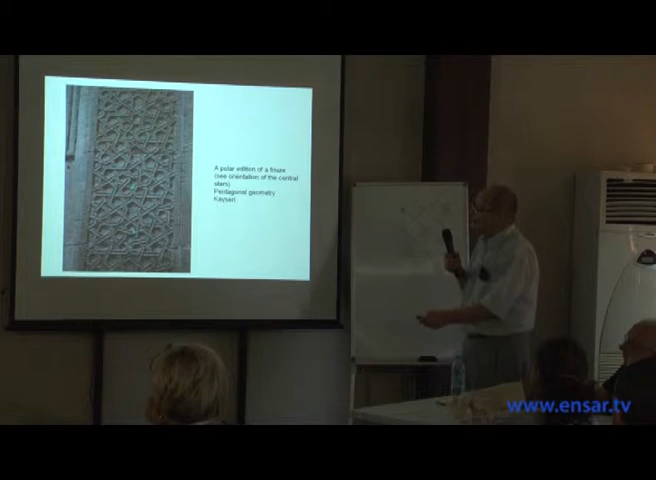 A polar edition of a frieze
(see orientation of the central
stars)
Pentagonal geometry
Kayseri
www.ensar.tv